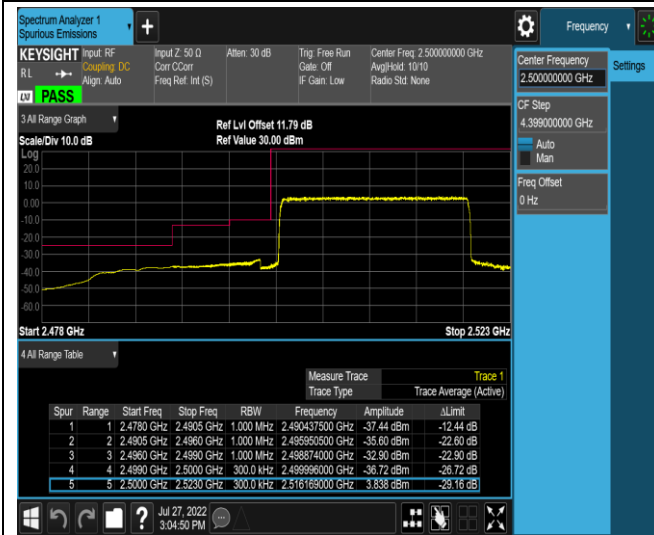 Spectrum Analyzer 1
Spurious Emissions
Frequency
KEYSIGHT
Input: RF
Input Z: 50 Ω
Atten: 30 dB
Trig: Free Run
Center Freq: 2.500000000 GHz
RL
Coupling: DC
Corr CCorr
Gate: Off
Avg|Hold: 10/10
Align: Auto
Freq Ref: Int (S)
IF Gain: Low
Radio Std: None
LXI
PASS
Center Frequency
2.500000000 GHz
Settings
CF Step
4.399000000 GHz
Auto
Man
Freq Offset
0 Hz
3 All Range Graph
Ref Lvl Offset 11.79 dB
Scale/Div 10.0 dB
Ref Value 30.00 dBm
Log
20.0
10.0
0.00
-10.0
-20.0
-30.0
-40.0
-50.0
-60.0
Start 2.478 GHz
Stop 2.523 GHz
4 All Range Table
Measure Trace
Trace 1
Trace Type
Trace Average (Active)
Spur Range Start Freq Stop Freq RBW Frequency Amplitude ΔLimit
1 1 2.4780 GHz 2.4905 GHz 1.000 MHz 2.490437500 GHz -37.44 dBm -12.44 dB
2 2 2.4905 GHz 2.4960 GHz 1.000 MHz 2.495950500 GHz -35.60 dBm -22.60 dB
3 3 2.4960 GHz 2.4990 GHz 1.000 MHz 2.498874000 GHz -32.90 dBm -22.90 dB
4 4 2.4990 GHz 2.5000 GHz 300.0 kHz 2.499996000 GHz -36.72 dBm -26.72 dB
5 5 2.5000 GHz 2.5230 GHz 300.0 kHz 2.516169000 GHz 3.838 dBm -29.16 dB
Jul 27, 2022
3:04:50 PM